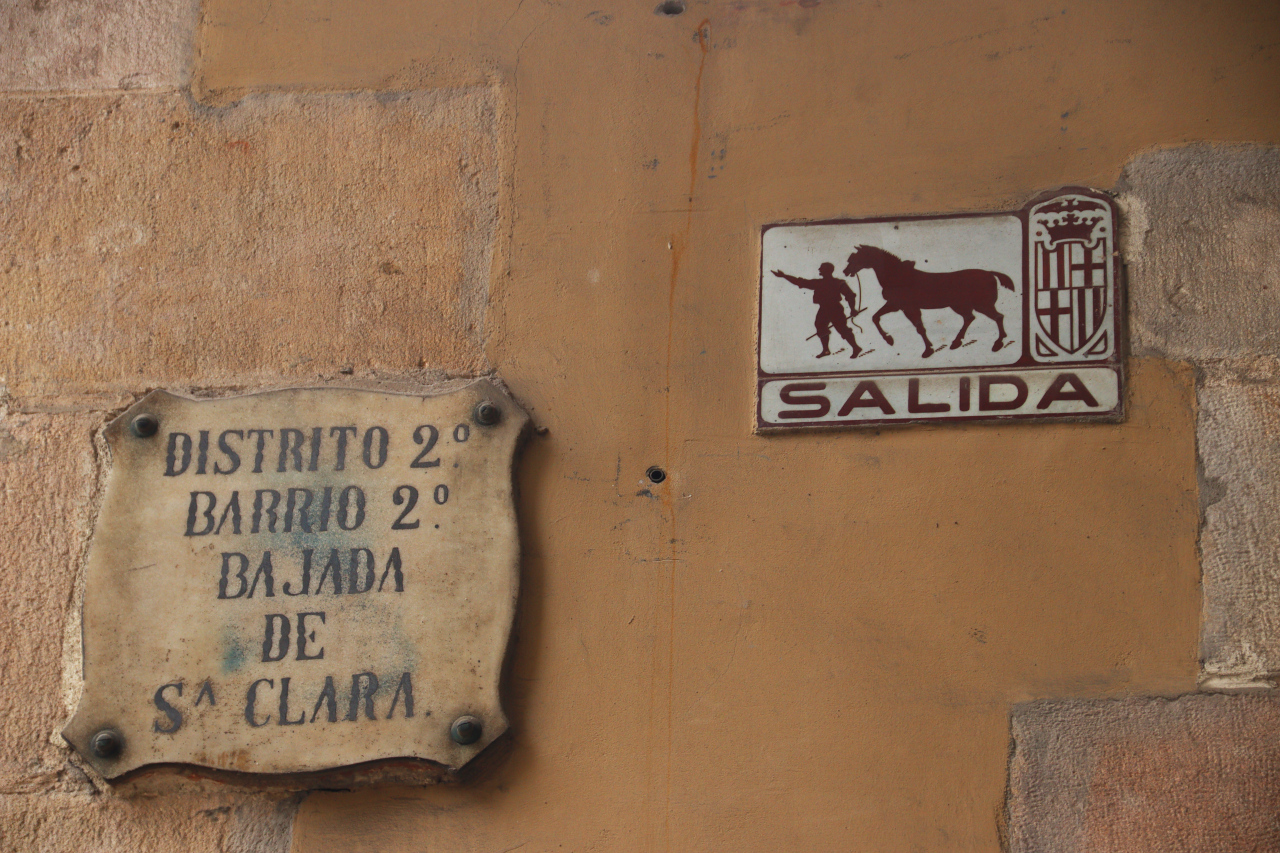 DISTRITO 2.º
BARRIO 2.º
BAJADA
DE
Sᴬ CLARA.
SALIDA